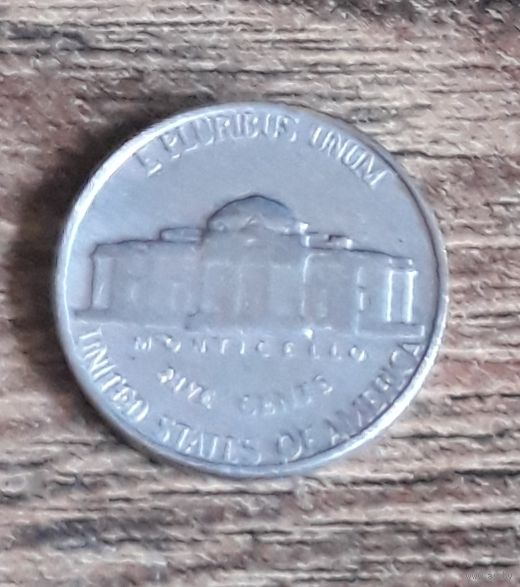 E PLURIBUS UNUM
MONTICELLO
FIVE CENTS
UNITED STATES OF AMERICA